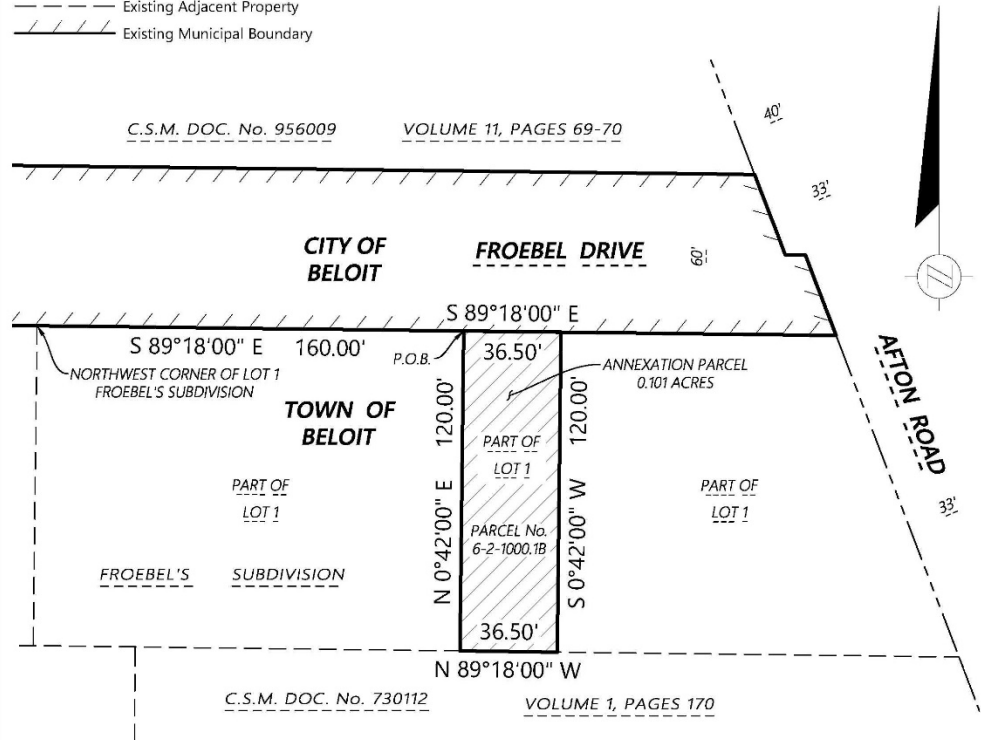 Existing Adjacent Property
Existing Municipal Boundary
C.S.M. DOC. No. 956009
VOLUME 11, PAGES 69-70
40'
33'
CITY OF
BELOIT
FROEBEL DRIVE
60'
S 89°18'00" E
S 89°18'00" E 160.00'
P.O.B.
36.50'
NORTHWEST CORNER OF LOT 1
FROEBEL'S SUBDIVISION
ANNEXATION PARCEL
0.101 ACRES
AFTON ROAD
TOWN OF
BELOIT
N 0°42'00" E 120.00'
S 0°42'00" W 120.00'
PART OF
LOT 1
PART OF
LOT 1
PART OF
LOT 1
33'
PARCEL No.
6-2-1000.1B
FROEBEL'S SUBDIVISION
36.50'
N 89°18'00" W
C.S.M. DOC. No. 730112
VOLUME 1, PAGES 170